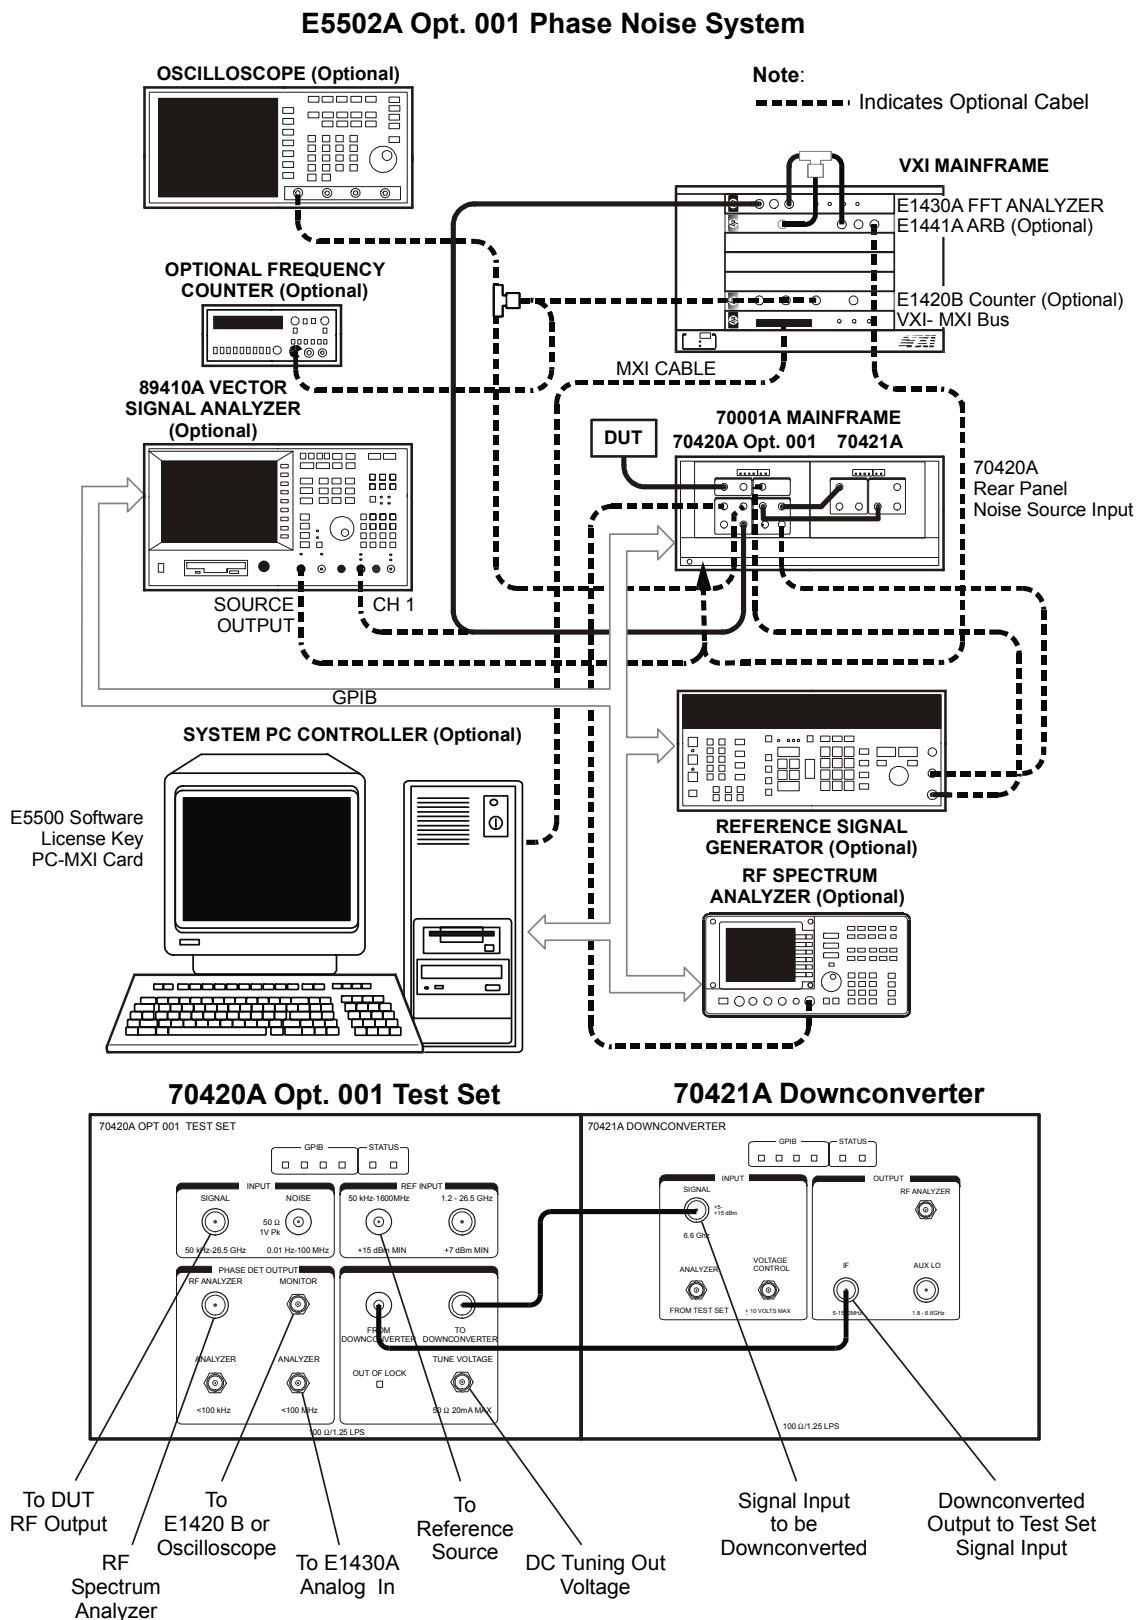 E5502A Opt. 001 Phase Noise System
OSCILLOSCOPE (Optional)
Note:
Indicates Optional Cabel
VXI MAINFRAME
E1430A FFT ANALYZER
E1441A ARB (Optional)
OPTIONAL FREQUENCY
COUNTER (Optional)
E1420B Counter (Optional)
VXI- MXI Bus
VXI
MXI CABLE
89410A VECTOR
SIGNAL ANALYZER
(Optional)
DUT
70001A MAINFRAME
70420A Opt. 001 70421A
70420A
Rear Panel
Noise Source Input
SOURCE
OUTPUT
CH 1
GPIB
SYSTEM PC CONTROLLER (Optional)
E5500 Software
License Key
PC-MXI Card
REFERENCE SIGNAL
GENERATOR (Optional)
RF SPECTRUM
ANALYZER (Optional)
70420A Opt. 001 Test Set
70421A Downconverter
70420A OPT 001 TEST SET
GPIB
STATUS
INPUT
SIGNAL
NOISE
50 Ω
1V Pk
50 kHz-26.5 GHz
0.01 Hz-100 MHz
REF INPUT
50 kHz-1600MHz
1.2 - 26.5 GHz
+15 dBm MIN
+7 dBm MIN
PHASE DET OUTPUT
RF ANALYZER
MONITOR
FROM
DOWNCONVERTER
TO
DOWNCONVERTER
ANALYZER
ANALYZER
<100 kHz
<100 MHz
OUT OF LOCK
TUNE VOLTAGE
50 Ω 20mA MAX
100 Ω/1.25 LPS
70421A DOWNCONVERTER
GPIB
STATUS
INPUT
SIGNAL
+5-
+15 dBm
6.6 Ghz
ANALYZER
VOLTAGE
CONTROL
FROM TEST SET
+ 10 VOLTS MAX
OUTPUT
RF ANALYZER
IF
AUX LO
1.8 - 6.6GHz
100 Ω/1.25 LPS
To DUT
RF Output
RF
Spectrum
Analyzer
To
E1420 B or
Oscilloscope
To E1430A
Analog In
To
Reference
Source
DC Tuning Out
Voltage
Signal Input
to be
Downconverted
Downconverted
Output to Test Set
Signal Input